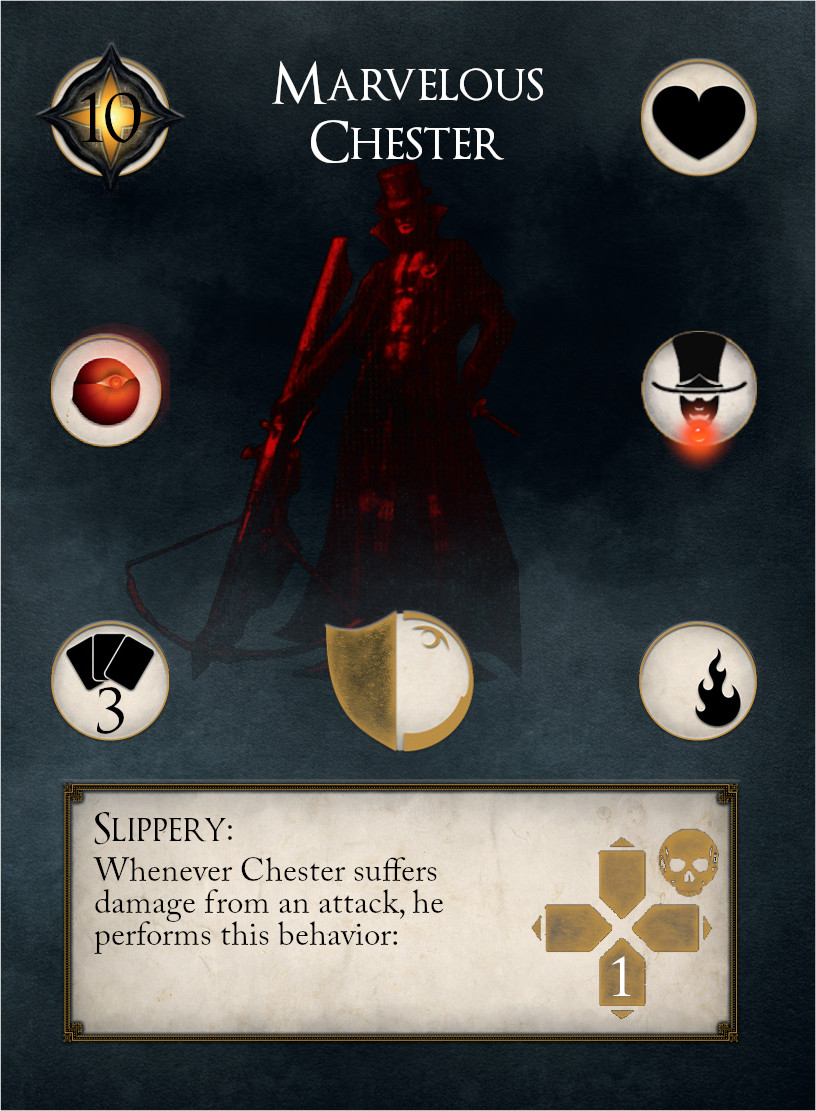 10
Marvelous
Chester
3
Slippery:
Whenever Chester suffers
damage from an attack, he
performs this behavior:
1